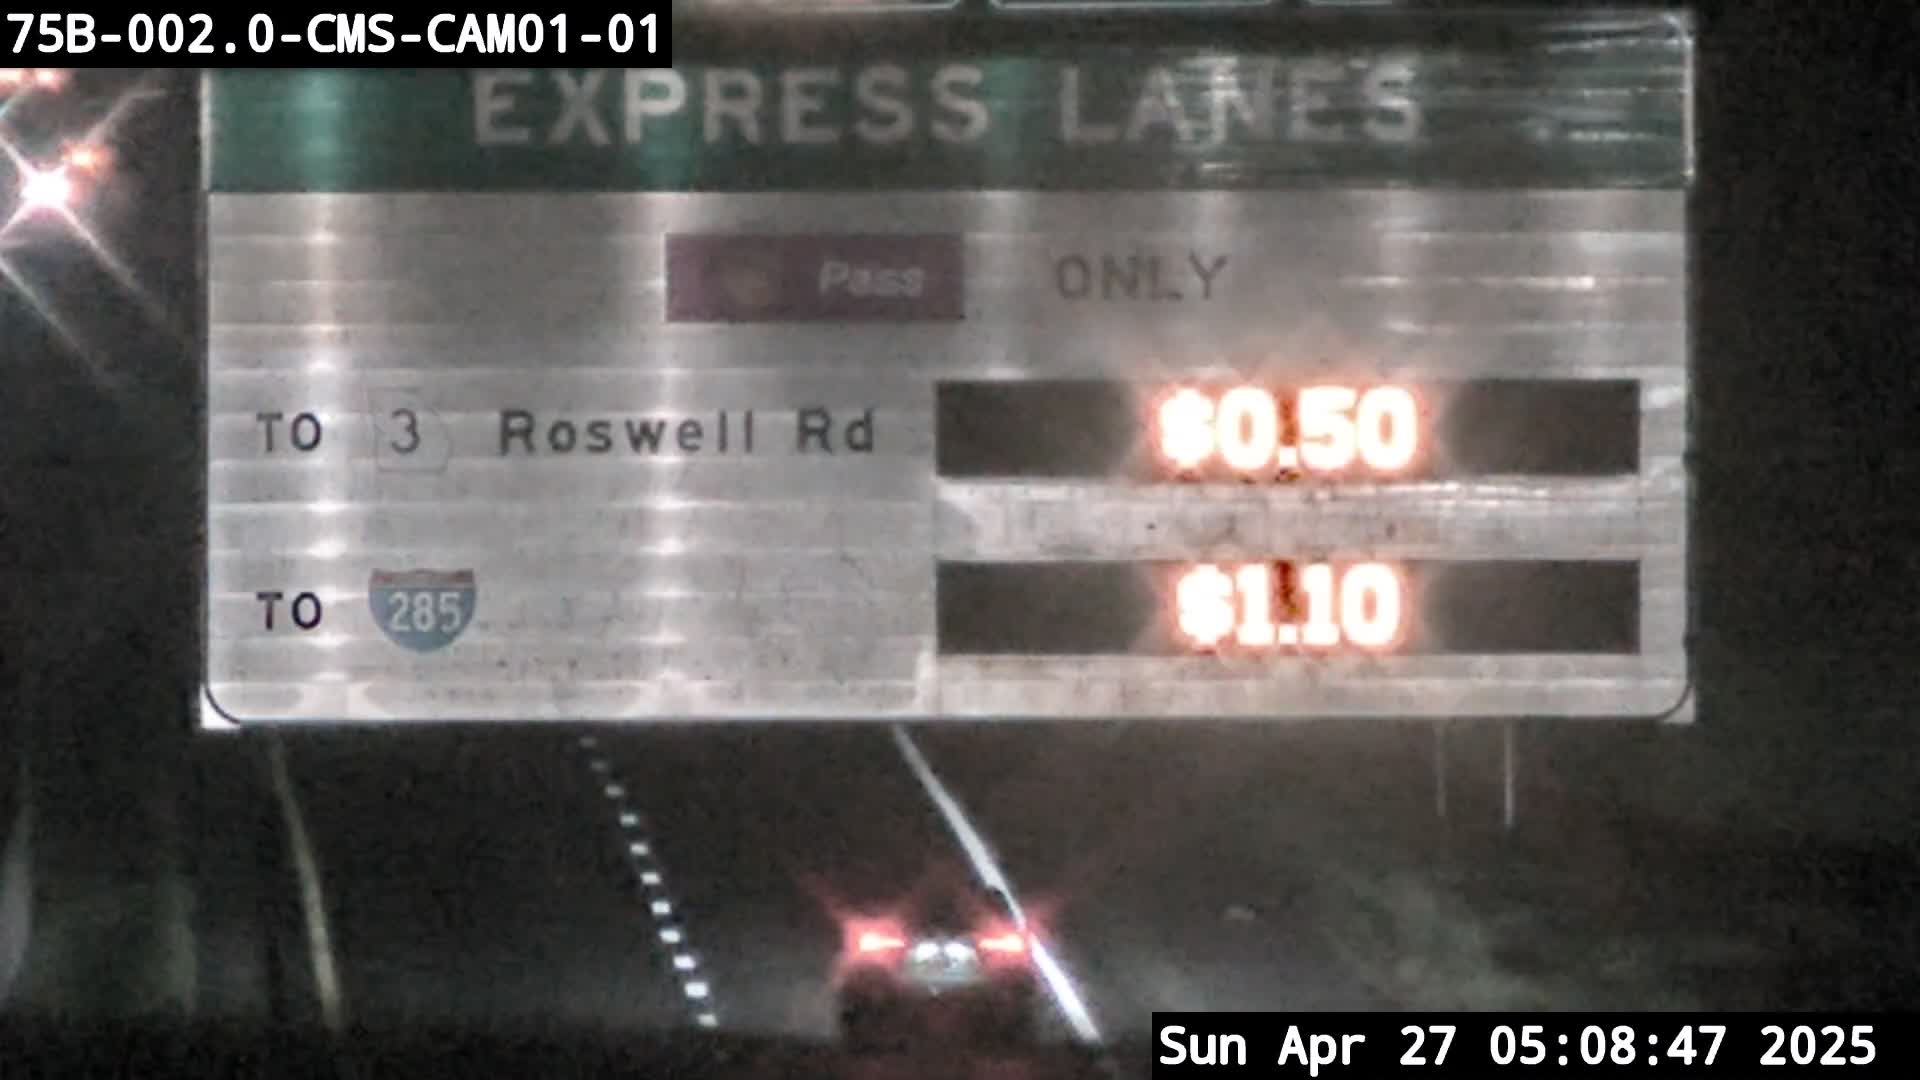 75B-002.0-CMS-CAM01-01
EXPRESS LANES
Pass ONLY
TO 3 Roswell Rd $0.50
TO 285 $1.10
Sun Apr 27 05:08:47 2025